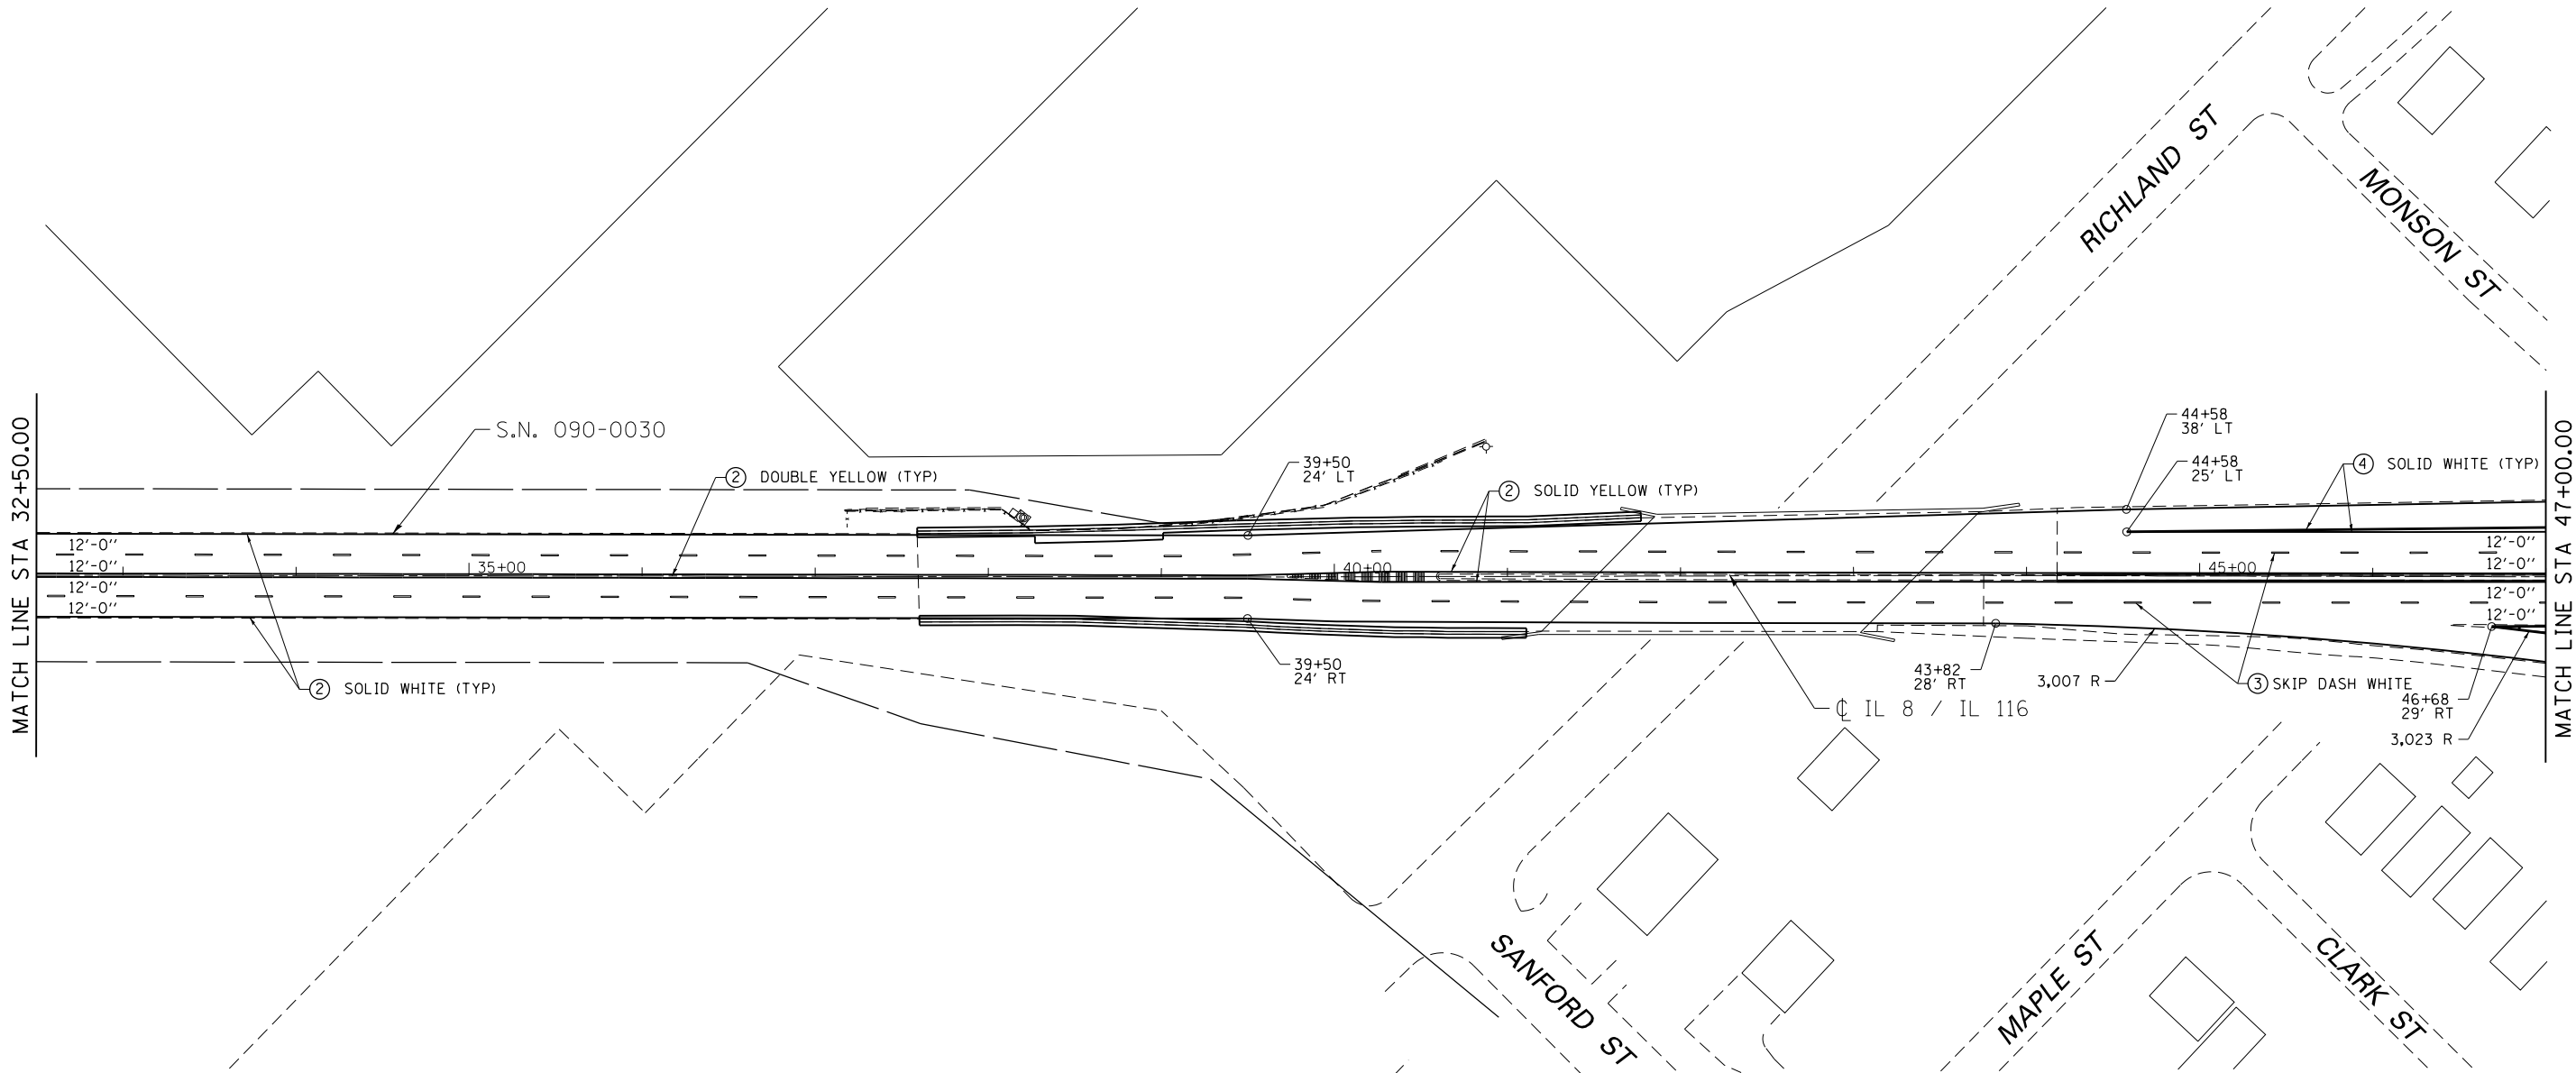 RICHLAND ST
MONSON ST
MATCH LINE STA 32+50.00
MATCH LINE STA 47+00.00
S.N. 090-0030
44+58
38' LT
44+58
25' LT
39+50
24' LT
2 DOUBLE YELLOW (TYP)
2 SOLID YELLOW (TYP)
4 SOLID WHITE (TYP)
12'-0"
12'-0"
12'-0"
12'-0"
35+00
40+00
45+00
12'-0"
12'-0"
12'-0"
12'-0"
39+50
24' RT
2 SOLID WHITE (TYP)
43+82
28' RT
3,007 R
3 SKIP DASH WHITE
46+68
29' RT
3,023 R
℄ IL 8 / IL 116
SANFORD ST
MAPLE ST
CLARK ST